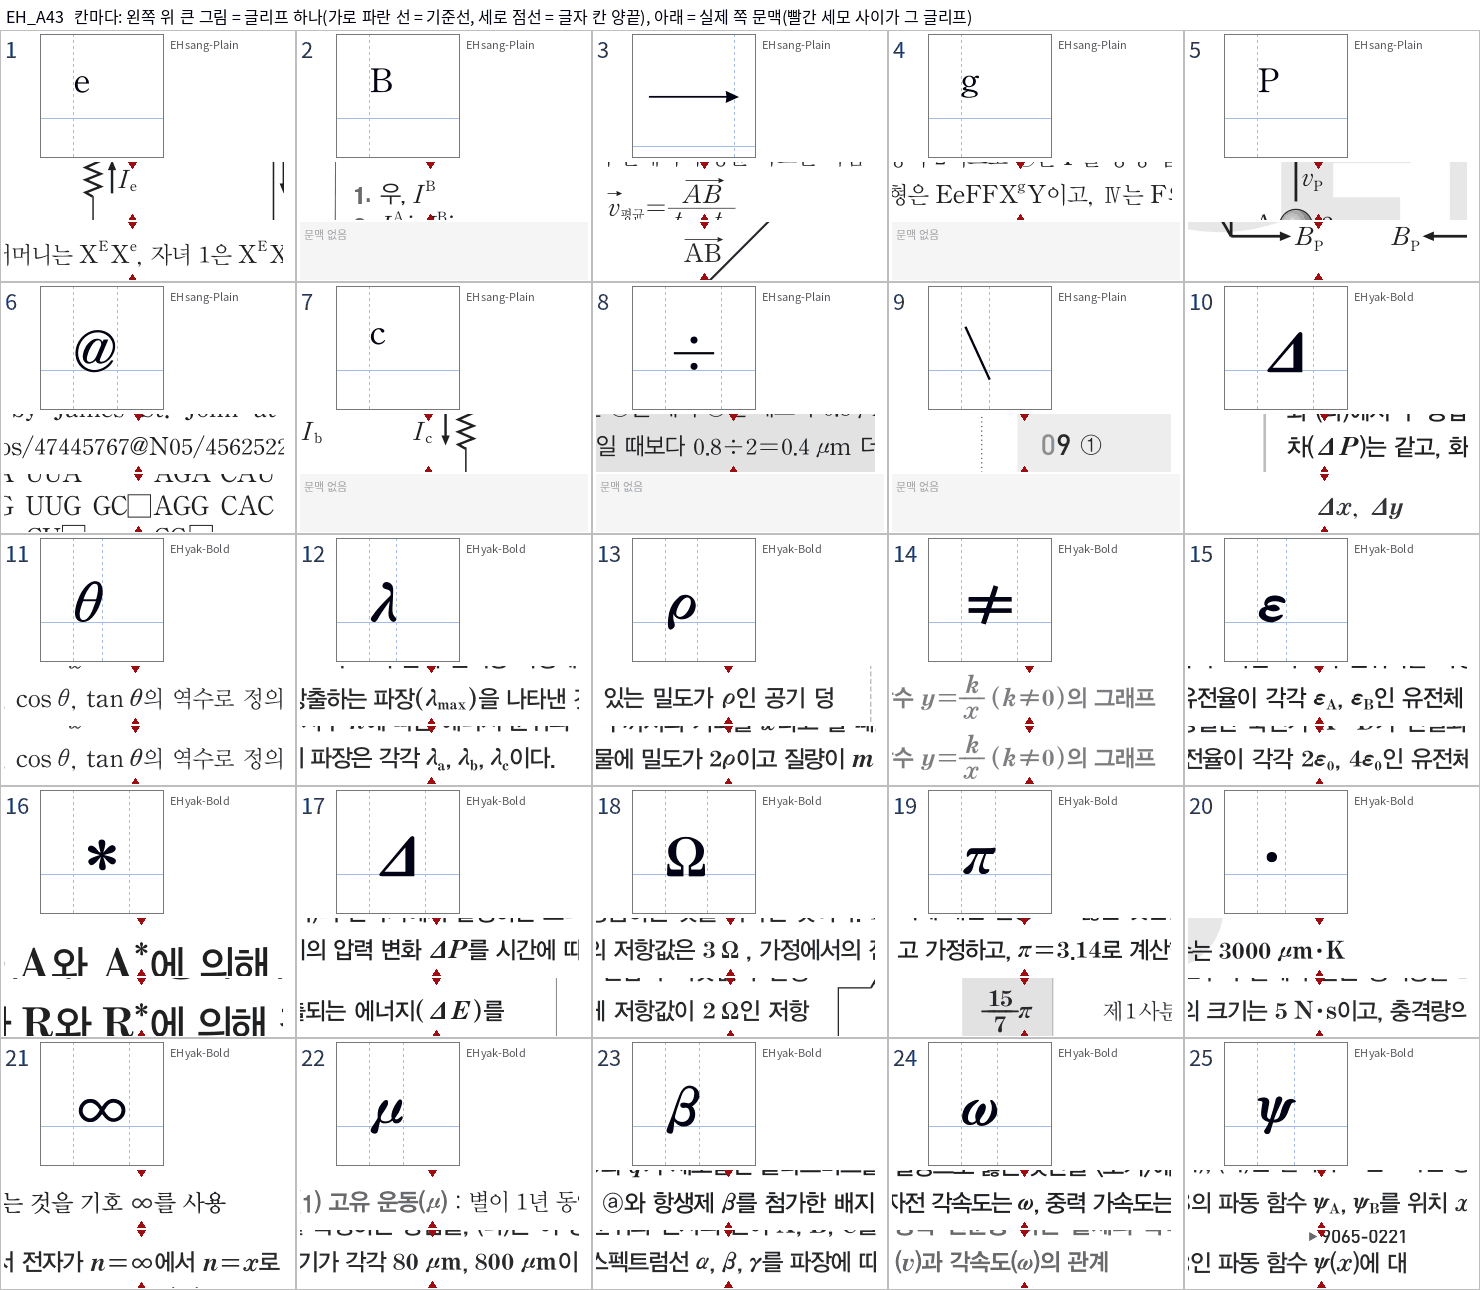 EH_A43 칸마다: 왼쪽 위 큰 그림 = 글리프 하나(가로 파란 선 = 기준선, 세로 점선 = 글자 칸 양끝), 아래 = 실제 쪽 문맥(빨간 세모 사이가 그 글리프)
1 EHsang-Plain
e
Ie
머니는 XEXe, 자녀 1은 XEX
2 EHsang-Plain
B
1. 우, IB
문맥 없음
3 EHsang-Plain
→
v평균=AB
AB
4 EHsang-Plain
g
형은 EeFFXgY이고, Ⅳ는 F
문맥 없음
5 EHsang-Plain
P
vP
BP BP
6 EHsang-Plain
@
os/47445767@N05/4562522
UUG GC□AGG CAC
7 EHsang-Plain
c
Ib Ic
문맥 없음
8 EHsang-Plain
÷
일 때보다 0.8÷2=0.4 μm 더
문맥 없음
9 EHsang-Plain
\
09 ①
문맥 없음
10 EHyak-Bold
Δ
차(ΔP)는 같고, 화
Δx, Δy
11 EHyak-Bold
θ
cos θ, tan θ의 역수로 정의
cos θ, tan θ의 역수로 정의
12 EHyak-Bold
λ
방출하는 파장(λmax)을 나타낸 것
파장은 각각 λa, λb, λc이다.
13 EHyak-Bold
ρ
있는 밀도가 ρ인 공기 덩
물에 밀도가 2ρ이고 질량이 m
14 EHyak-Bold
≠
수 y=k/x (k≠0)의 그래프
수 y=k/x (k≠0)의 그래프
15 EHyak-Bold
ε
유전율이 각각 εA, εB인 유전체
전율이 각각 2ε0, 4ε0인 유전체
16 EHyak-Bold
*
A와 A*에 의해
R와 R*에 의해
17 EHyak-Bold
Δ
의 압력 변화 ΔP를 시간에 따
출되는 에너지(ΔE)를
18 EHyak-Bold
Ω
의 저항값은 3 Ω , 가정에서의 전
저항값이 2 Ω인 저항
19 EHyak-Bold
π
고 가정하고, π=3.14로 계산
15/7 π 제1사분
20 EHyak-Bold
·
는 3000 μm·K
의 크기는 5 N·s이고, 충격량의
21 EHyak-Bold
∞
는 것을 기호 ∞를 사용
서 전자가 n=∞에서 n=x로
22 EHyak-Bold
μ
1) 고유 운동(μ) : 별이 1년 동
기가 각각 80 μm, 800 μm이
23 EHyak-Bold
β
ⓐ와 항생제 β를 첨가한 배지
스펙트럼선 α, β, γ를 파장에 따
24 EHyak-Bold
ω
자전 각속도는 ω, 중력 가속도는
(v)과 각속도(ω)의 관계
25 EHyak-Bold
ψ
의 파동 함수 ψA, ψB를 위치 x
▶9065-0221
인 파동 함수 ψ(x)에 대